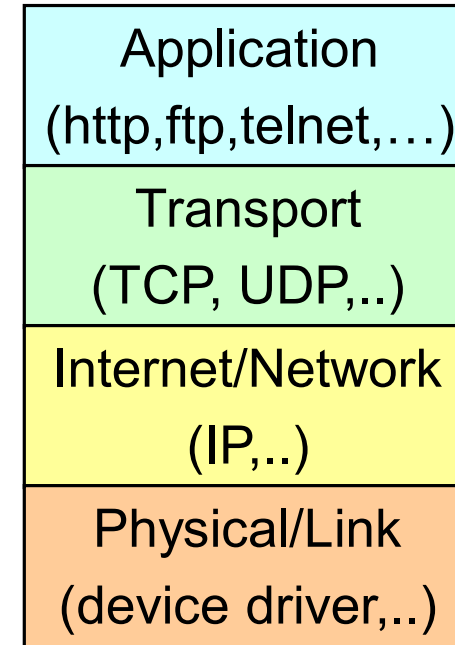 Application
(http,ftp,telnet,…)
Transport
(TCP, UDP,..)
Internet/Network
(IP,..)
Physical/Link
(device driver,..)